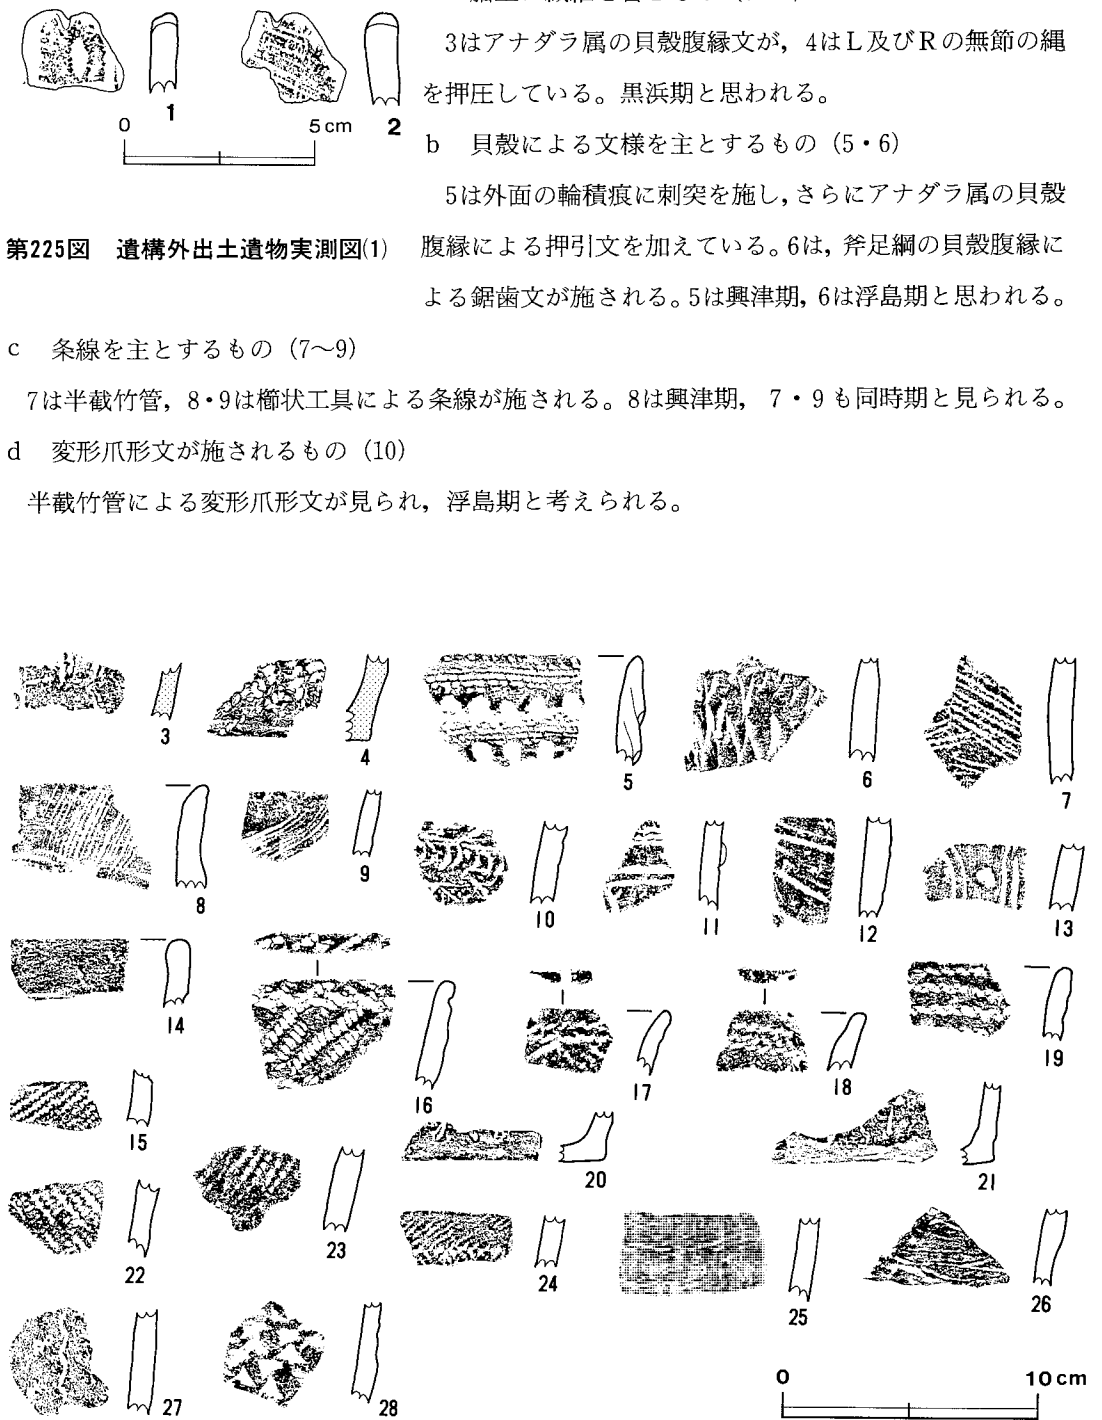 3はアナダラ属の貝殻腹縁文が，4はL及びRの無節の縄
を押圧している。黒浜期と思われる。
b　貝殻による文様を主とするもの（5・6）
5は外面の輪積痕に刺突を施し，さらにアナダラ属の貝殻
腹縁による押引文を加えている。6は，斧足綱の貝殻腹縁に
よる鋸歯文が施される。5は興津期，6は浮島期と思われる。
1
2
0　5cm
第225図　遺構外出土遺物実測図(1)
c　条線を主とするもの（7〜9）
7は半截竹管，8・9は櫛状工具による条線が施される。8は興津期，7・9も同時期と見られる。
d　変形爪形文が施されるもの（10）
半截竹管による変形爪形文が見られ，浮島期と考えられる。
3
4
5
6
7
8
9
10
11
12
13
14
15
16
17
18
19
20
21
22
23
24
25
26
27
28
0　10cm